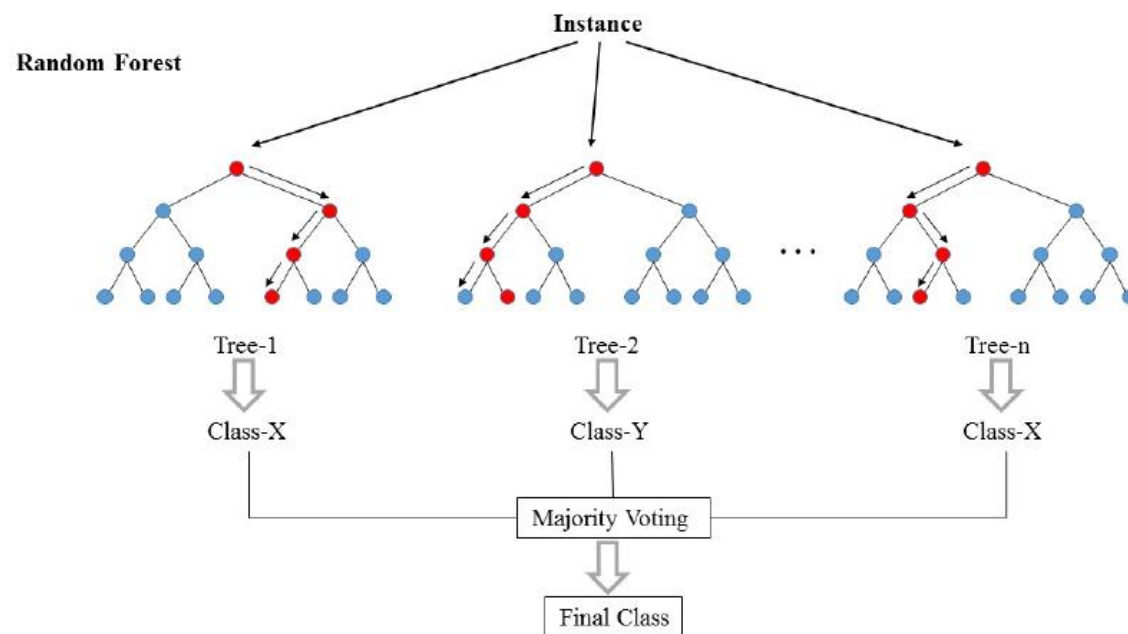 Instance
Random Forest
...
Tree-1
Tree-2
Tree-n
Class-X
Class-Y
Class-X
Majority Voting
Final Class